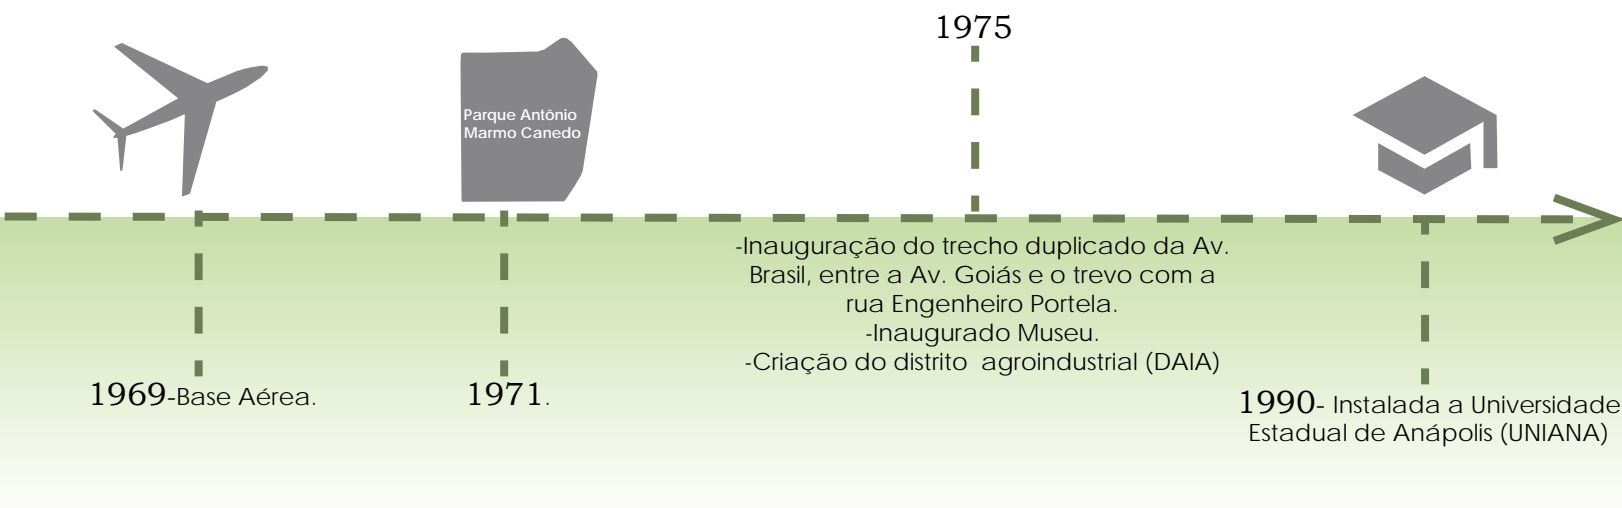 1975
Parque Antônio
Marmo Canedo
-Inauguração do trecho duplicado da Av.
Brasil, entre a Av. Goiás e o trevo com a
rua Engenheiro Portela.
-Inaugurado Museu.
-Criação do distrito agroindustrial (DAIA)
1969-Base Aérea.
1971.
1990- Instalada a Universidade
Estadual de Anápolis (UNIANA)